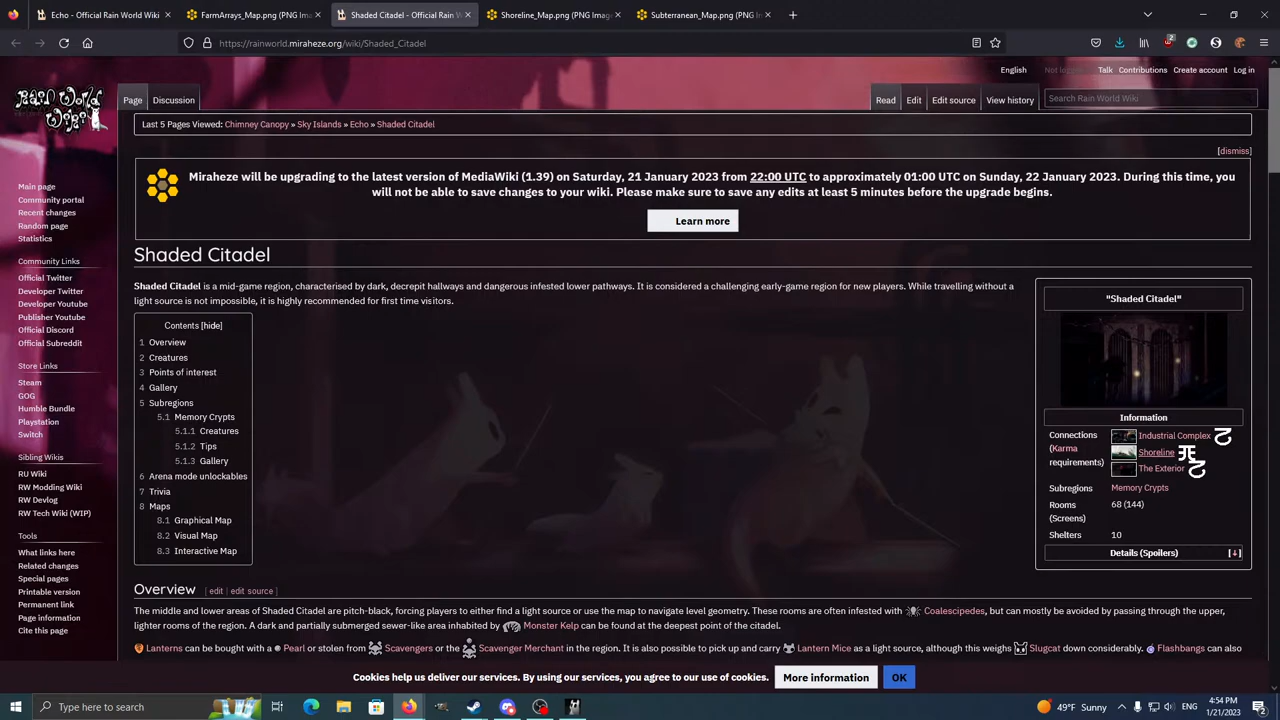 Echo - Official Rain World Wiki
FarmArrays_Map.png (PNG Ima
Shaded Citadel - Official Rain W
Shoreline_Map.png (PNG Image
Subterranean_Map.png (PNG Im
https://rainworld.miraheze.org/wiki/Shaded_Citadel
2
English
Not logged
Talk
Contributions
Create account
Log in
Rain World Wiki
Page
Discussion
Read
Edit
Edit source
View history
Search Rain World Wiki
Last 5 Pages Viewed: Chimney Canopy » Sky Islands » Echo » Shaded Citadel
[dismiss]
Miraheze will be upgrading to the latest version of MediaWiki (1.39) on Saturday, 21 January 2023 from 22:00 UTC to approximately 01:00 UTC on Sunday, 22 January 2023. During this time, you
will not be able to save changes to your wiki. Please make sure to save any edits at least 5 minutes before the upgrade begins.
Learn more
Main page
Community portal
Recent changes
Random page
Statistics
Community Links
Official Twitter
Developer Twitter
Developer Youtube
Publisher Youtube
Official Discord
Official Subreddit
Store Links
Steam
GOG
Humble Bundle
Playstation
Switch
Sibling Wikis
RU Wiki
RW Modding Wiki
RW Devlog
RW Tech Wiki (WIP)
Tools
What links here
Related changes
Special pages
Printable version
Permanent link
Page information
Cite this page
Shaded Citadel
Shaded Citadel is a mid-game region, characterised by dark, decrepit hallways and dangerous infested lower pathways. It is considered a challenging early-game region for new players. While travelling without a
light source is not impossible, it is highly recommended for first time visitors.
Contents [hide]
1 Overview
2 Creatures
3 Points of interest
4 Gallery
5 Subregions
5.1 Memory Crypts
5.1.1 Creatures
5.1.2 Tips
5.1.3 Gallery
6 Arena mode unlockables
7 Trivia
8 Maps
8.1 Graphical Map
8.2 Visual Map
8.3 Interactive Map
"Shaded Citadel"
Information
Connections
(Karma
requirements)
Industrial Complex
Shoreline
The Exterior
Subregions
Memory Crypts
Rooms
(Screens)
68 (144)
Shelters
10
Details (Spoilers)
[↓]
Overview
[ edit | edit source ]
The middle and lower areas of Shaded Citadel are pitch-black, forcing players to either find a light source or use the map to navigate level geometry. These rooms are often infested with Coalescipedes, but can mostly be avoided by passing through the upper,
lighter rooms of the region. A dark and partially submerged sewer-like area inhabited by Monster Kelp can be found at the deepest point of the citadel.
Lanterns can be bought with a Pearl or stolen from Scavengers or the Scavenger Merchant in the region. It is also possible to pick up and carry Lantern Mice as a light source, although this weighs Slugcat down considerably. Flashbangs can also
Cookies help us deliver our services. By using our services, you agree to our use of cookies.
More information
OK
Type here to search
49°F Sunny
ENG
4:54 PM
1/21/2023
2